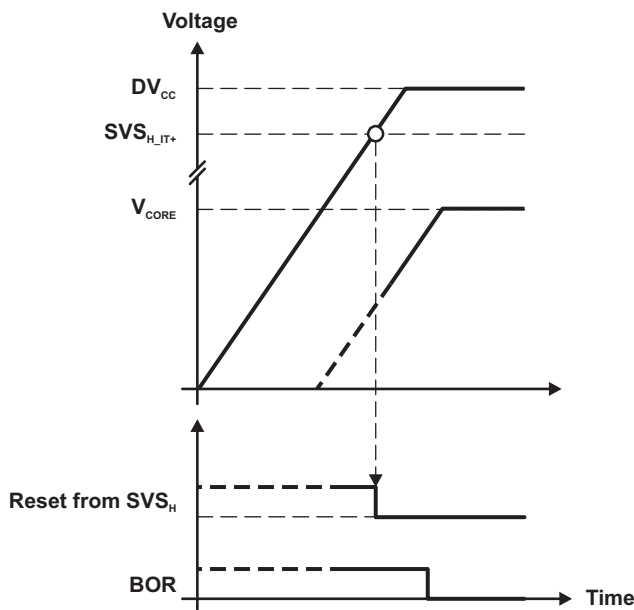 Voltage
DVCC
SVSH_IT+
VCORE
Reset from SVSH
BOR
Time